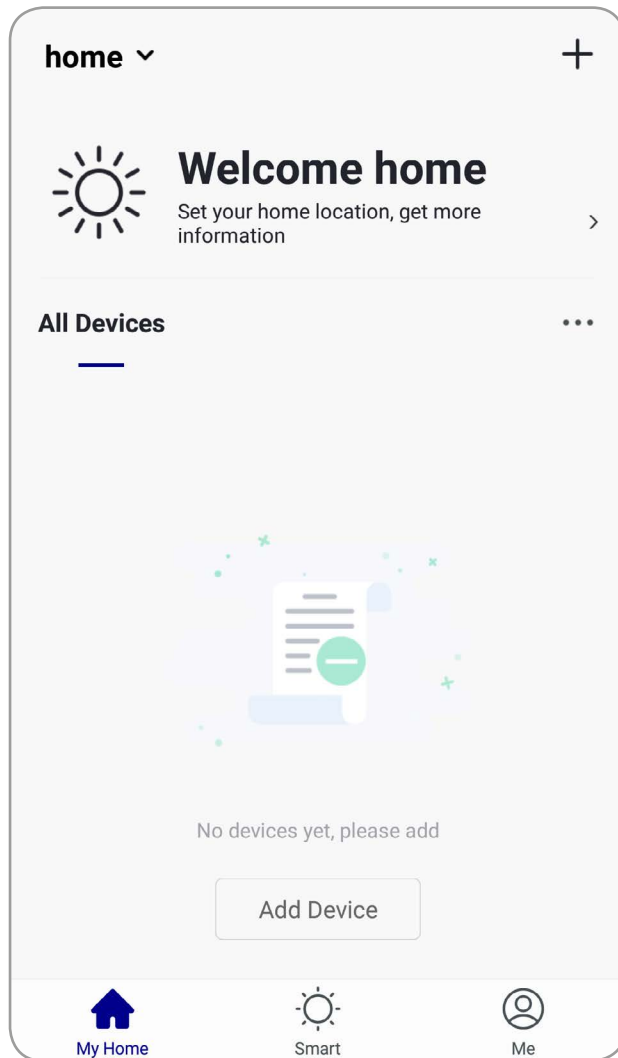 home
Welcome home
Set your home location, get more
information
All Devices
No devices yet, please add
Add Device
My Home
Smart
Me